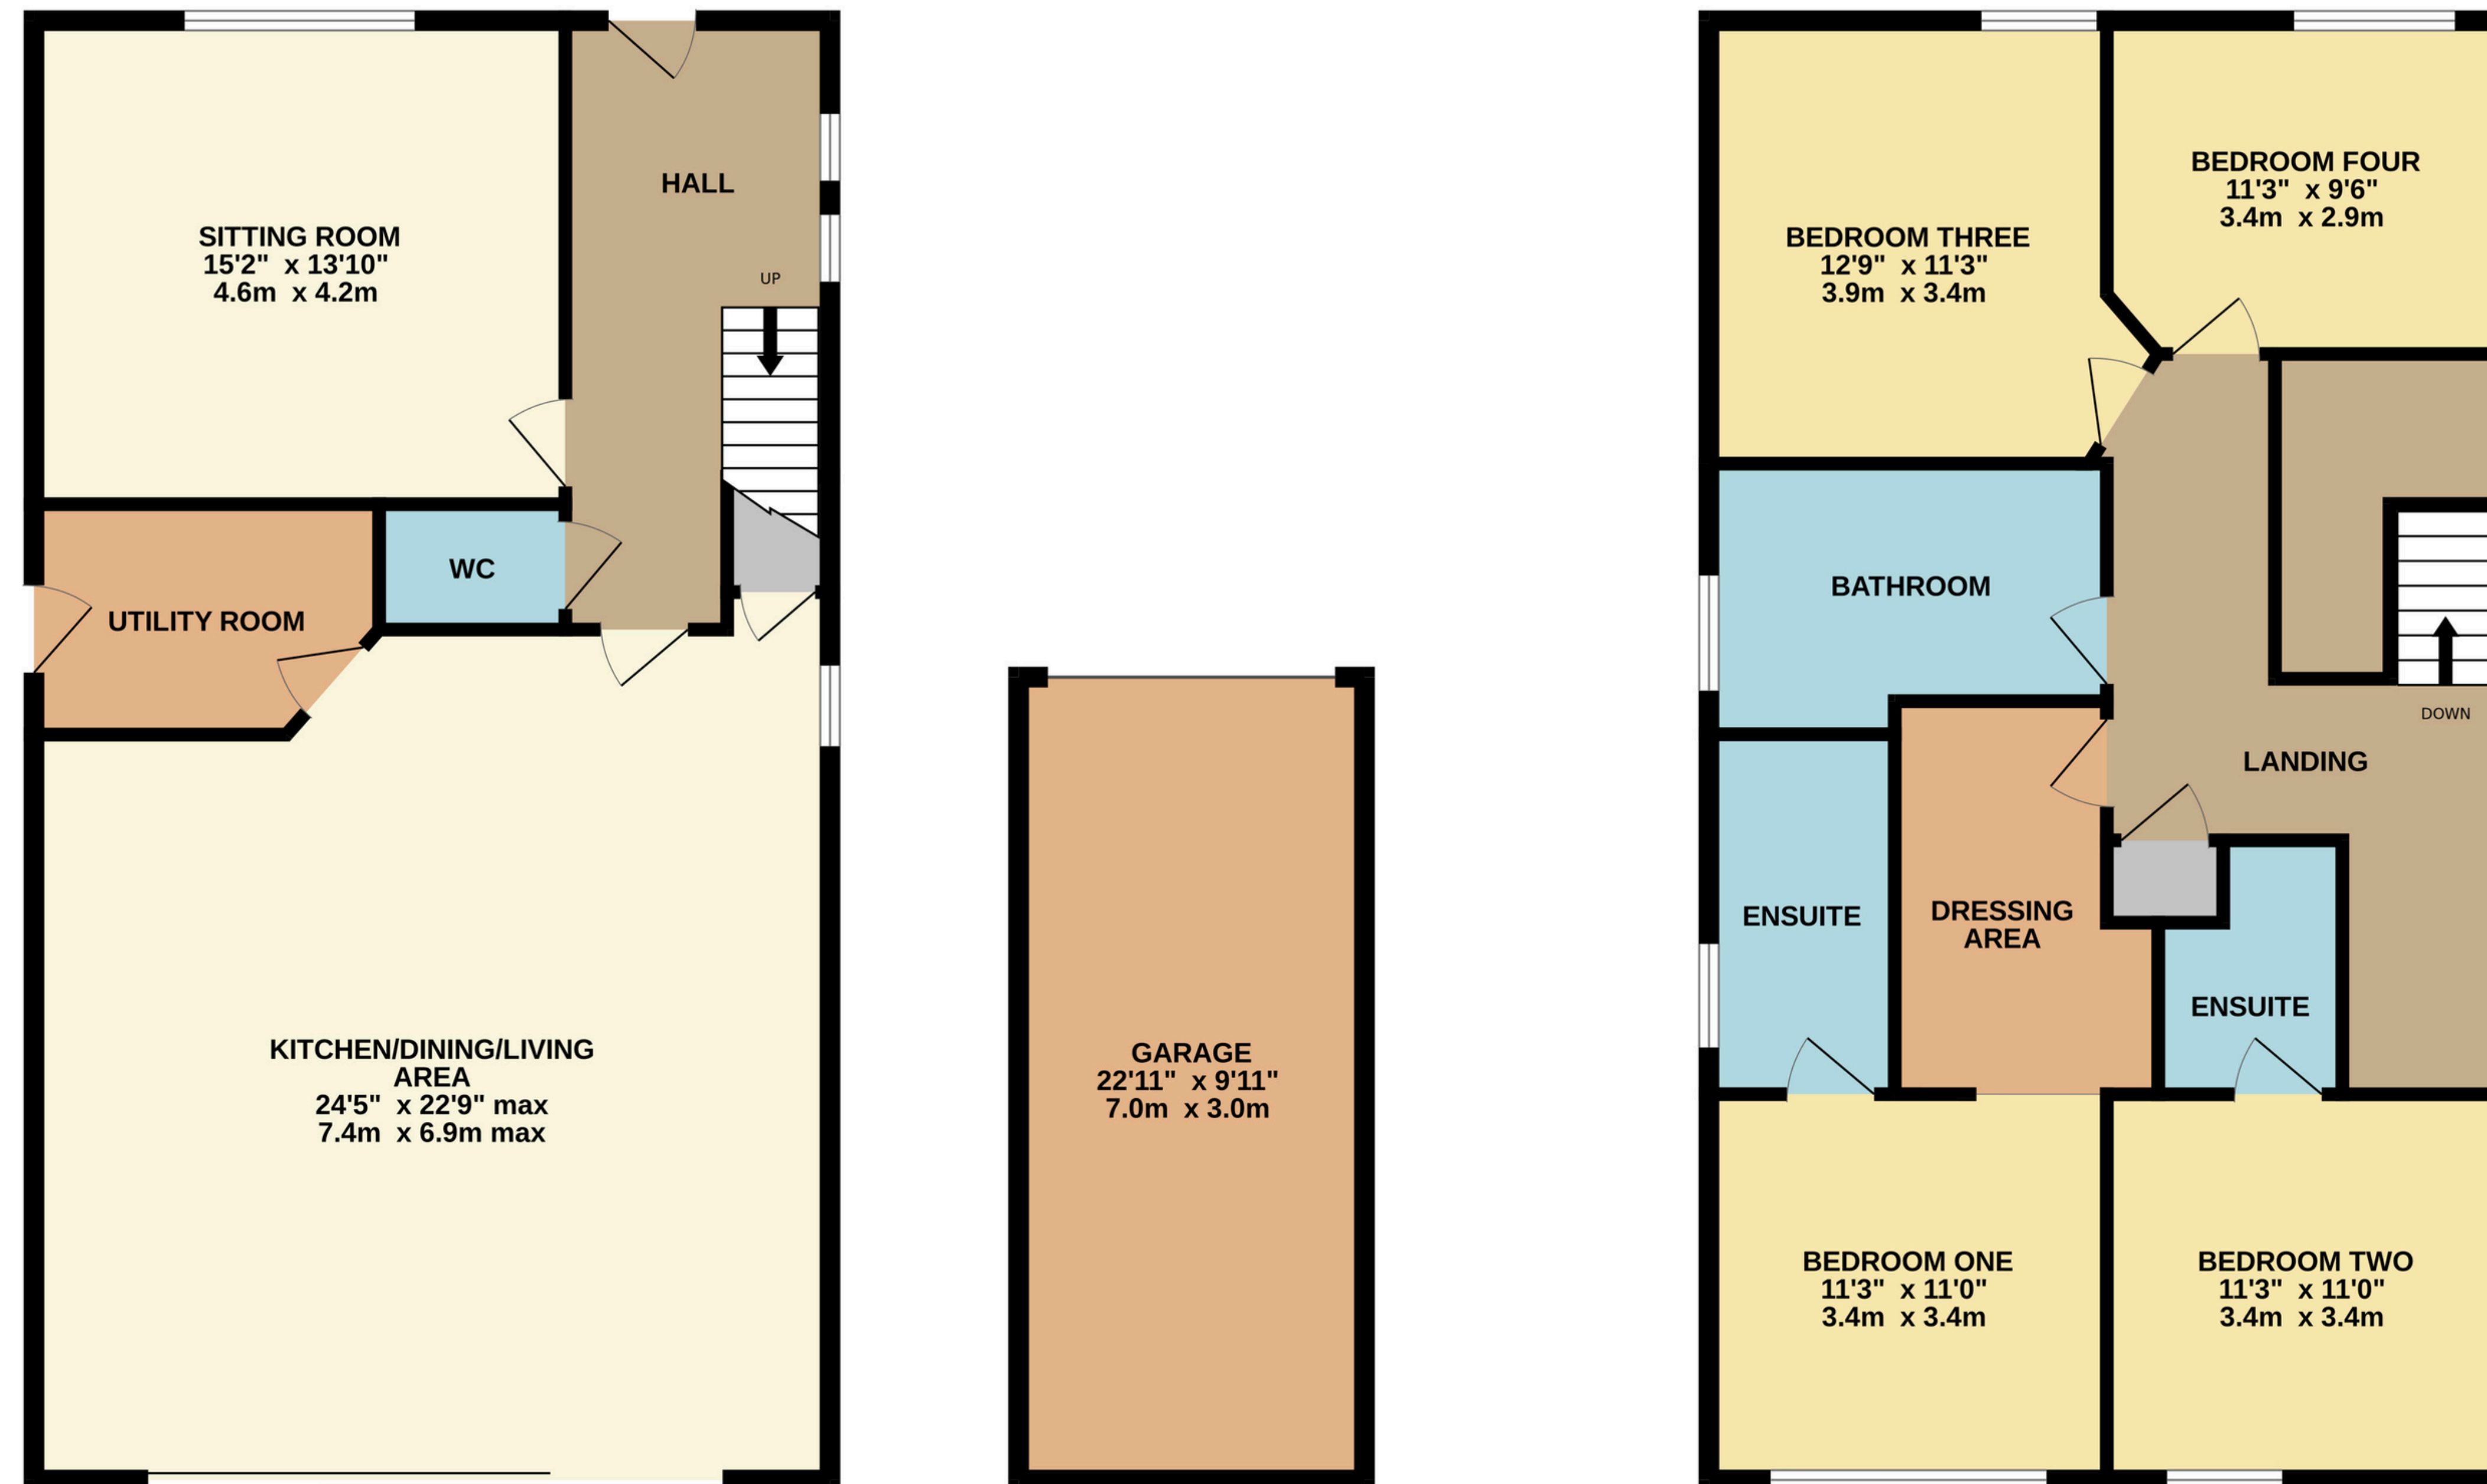 HALL
UP
SITTING ROOM
15'2" x 13'10"
4.6m x 4.2m
WC
UTILITY ROOM
KITCHEN/DINING/LIVING
AREA
24'5" x 22'9" max
7.4m x 6.9m max
GARAGE
22'11" x 9'11"
7.0m x 3.0m
BEDROOM FOUR
11'3" x 9'6"
3.4m x 2.9m
BEDROOM THREE
12'9" x 11'3"
3.9m x 3.4m
BATHROOM
DOWN
LANDING
ENSUITE
DRESSING
AREA
ENSUITE
BEDROOM ONE
11'3" x 11'0"
3.4m x 3.4m
BEDROOM TWO
11'3" x 11'0"
3.4m x 3.4m